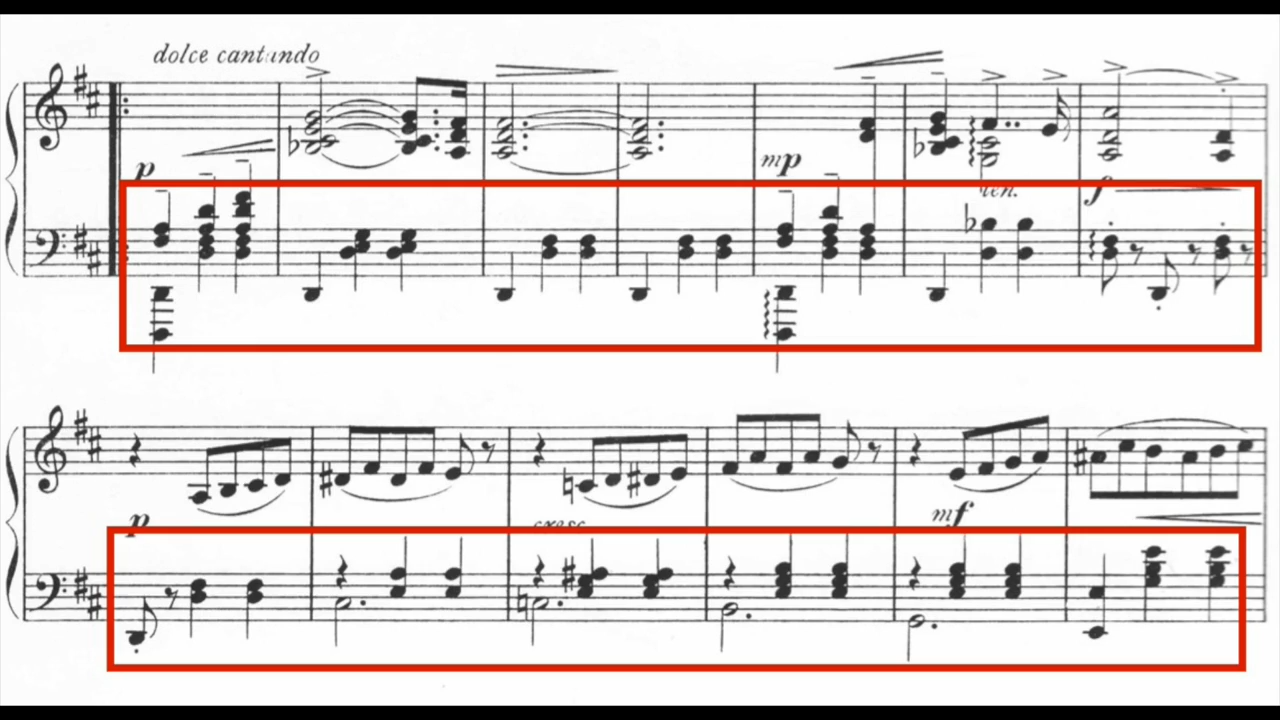 dolce cantando
p
mp
ten.
f
p
cresc.
mf